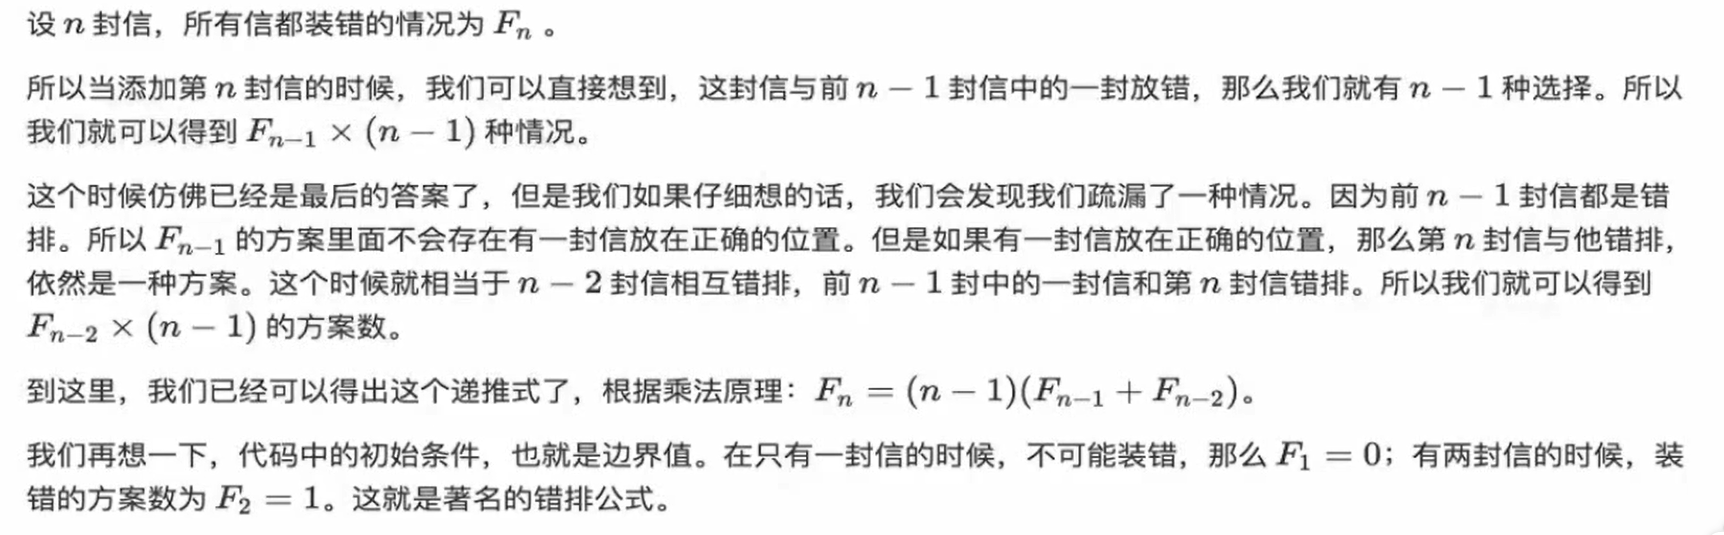 设 n 封信，所有信都装错的情况为 Fₙ 。
所以当添加第 n 封信的时候，我们可以直接想到，这封信与前 n − 1 封信中的一封放错，那么我们就有 n − 1 种选择。所以
我们就可以得到 Fₙ₋₁ × (n − 1) 种情况。
这个时候仿佛已经是最后的答案了，但是我们如果仔细想的话，我们会发现我们疏漏了一种情况。因为前 n − 1 封信都是错
排。所以 Fₙ₋₁ 的方案里面不会存在有一封信放在正确的位置。但是如果有一封信放在正确的位置，那么第 n 封信与他错排，
依然是一种方案。这个时候就相当于 n − 2 封信相互错排，前 n − 1 封中的一封信和第 n 封信错排。所以我们就可以得到
Fₙ₋₂ × (n − 1) 的方案数。
到这里，我们已经可以得出这个递推式了，根据乘法原理：Fₙ = (n − 1)(Fₙ₋₁ + Fₙ₋₂)。
我们再想一下，代码中的初始条件，也就是边界值。在只有一封信的时候，不可能装错，那么 F₁ = 0；有两封信的时候，装
错的方案数为 F₂ = 1。这就是著名的错排公式。